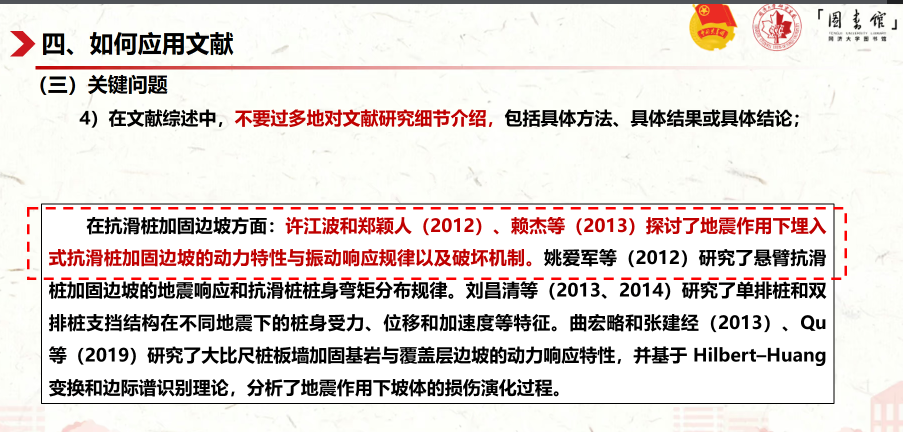 「图书馆」
TONGJI UNIVERSITY LIBRARY
同济大学图书馆
四、如何应用文献
（三）关键问题
4）在文献综述中，不要过多地对文献研究细节介绍，包括具体方法、具体结果或具体结论；
在抗滑桩加固边坡方面：许江波和郑颖人（2012）、赖杰等（2013）探讨了地震作用下埋入
式抗滑桩加固边坡的动力特性与振动响应规律以及破坏机制。姚爱军等（2012）研究了悬臂抗滑
桩加固边坡的地震响应和抗滑桩桩身弯矩分布规律。刘昌清等（2013、2014）研究了单排桩和双
排桩支挡结构在不同地震下的桩身受力、位移和加速度等特征。曲宏略和张建经（2013）、Qu
等（2019）研究了大比尺桩板墙加固基岩与覆盖层边坡的动力响应特性，并基于 Hilbert–Huang
变换和边际谱识别理论，分析了地震作用下坡体的损伤演化过程。